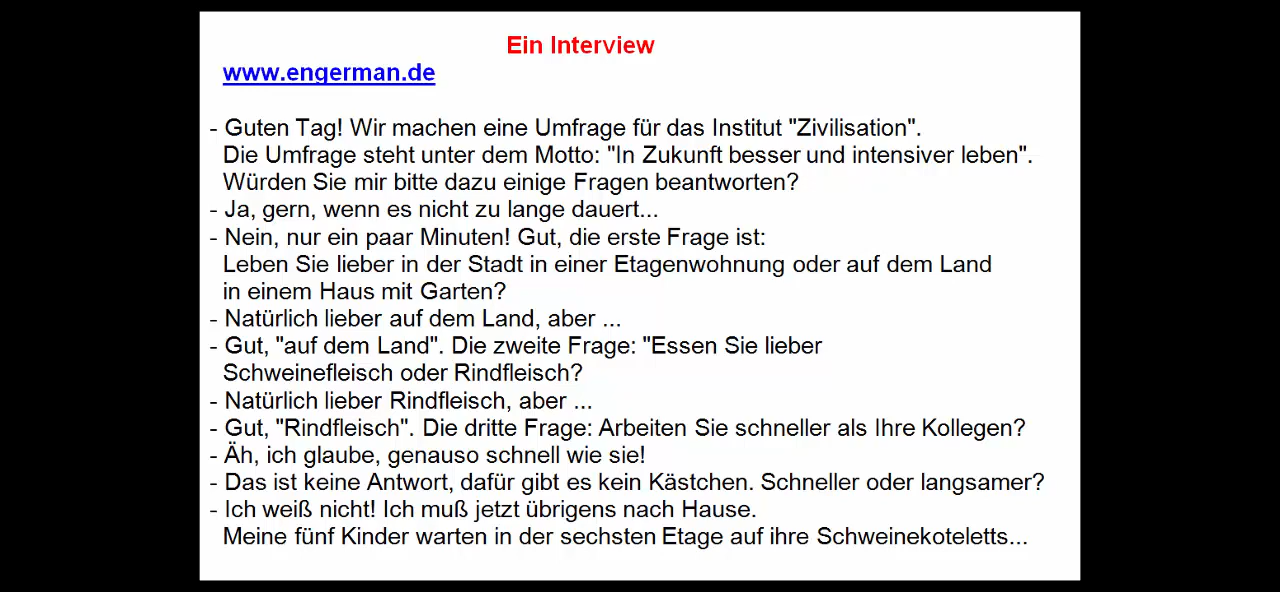 Ein Interview
www.engerman.de
- Guten Tag! Wir machen eine Umfrage für das Institut "Zivilisation".
Die Umfrage steht unter dem Motto: "In Zukunft besser und intensiver leben".
Würden Sie mir bitte dazu einige Fragen beantworten?
- Ja, gern, wenn es nicht zu lange dauert...
- Nein, nur ein paar Minuten! Gut, die erste Frage ist:
Leben Sie lieber in der Stadt in einer Etagenwohnung oder auf dem Land
in einem Haus mit Garten?
- Natürlich lieber auf dem Land, aber ...
- Gut, "auf dem Land". Die zweite Frage: "Essen Sie lieber
Schweinefleisch oder Rindfleisch?
- Natürlich lieber Rindfleisch, aber ...
- Gut, "Rindfleisch". Die dritte Frage: Arbeiten Sie schneller als Ihre Kollegen?
- Äh, ich glaube, genauso schnell wie sie!
- Das ist keine Antwort, dafür gibt es kein Kästchen. Schneller oder langsamer?
- Ich weiß nicht! Ich muß jetzt übrigens nach Hause.
Meine fünf Kinder warten in der sechsten Etage auf ihre Schweinekoteletts...